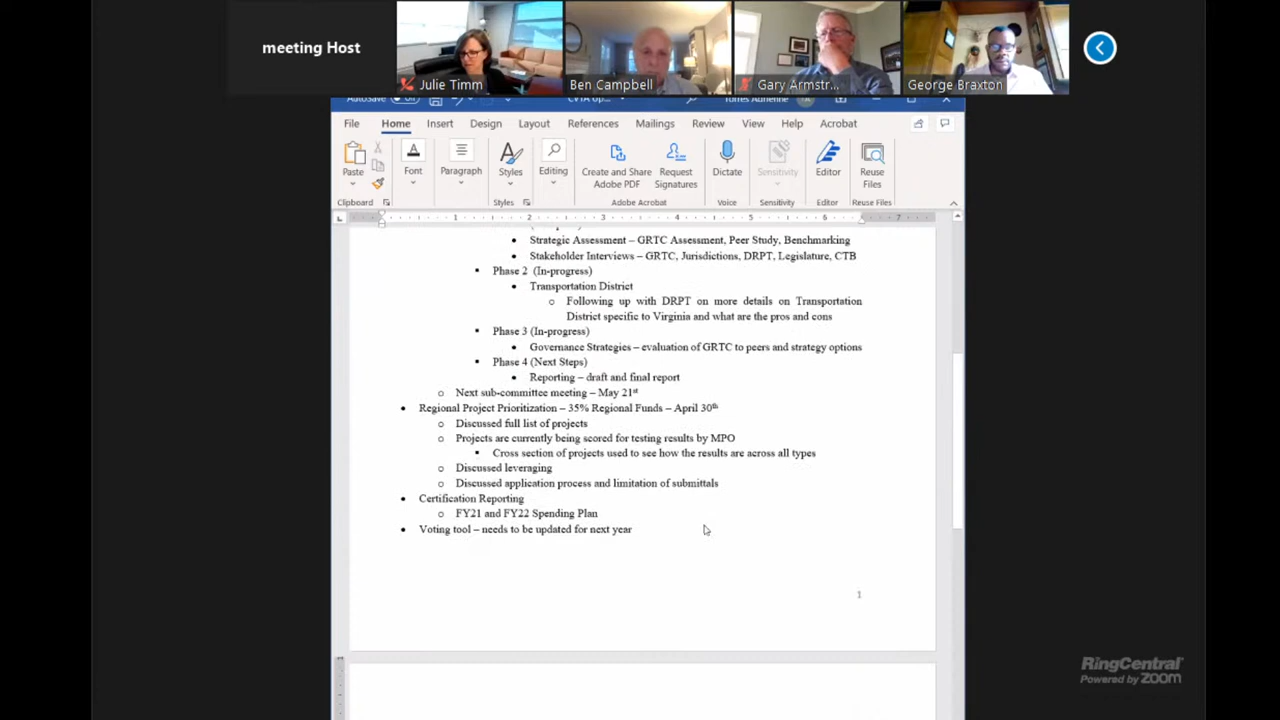 meeting Host
Julie Timm
Ben Campbell
Gary Armstr...
George Braxton
File Home Insert Design Layout References Mailings Review View Help Acrobat
Paste
Font
Paragraph
Styles
Editing
Create and Share Adobe PDF
Request Signatures
Dictate
Sensitivity
Editor
Reuse Files
Clipboard Styles Adobe Acrobat Voice Sensitivity Editor Reuse Files
1 2 3 4 5 6 7
• Strategic Assessment – GRTC Assessment, Peer Study, Benchmarking
• Stakeholder Interviews – GRTC, Jurisdictions, DRPT, Legislature, CTB
▪ Phase 2 (In-progress)
• Transportation District
o Following up with DRPT on more details on Transportation
District specific to Virginia and what are the pros and cons
▪ Phase 3 (In-progress)
• Governance Strategies – evaluation of GRTC to peers and strategy options
▪ Phase 4 (Next Steps)
• Reporting – draft and final report
o Next sub-committee meeting – May 21st
• Regional Project Prioritization – 35% Regional Funds – April 30th
o Discussed full list of projects
o Projects are currently being scored for testing results by MPO
▪ Cross section of projects used to see how the results are across all types
o Discussed leveraging
o Discussed application process and limitation of submittals
• Certification Reporting
o FY21 and FY22 Spending Plan
• Voting tool – needs to be updated for next year
1
RingCentral
Powered by zoom